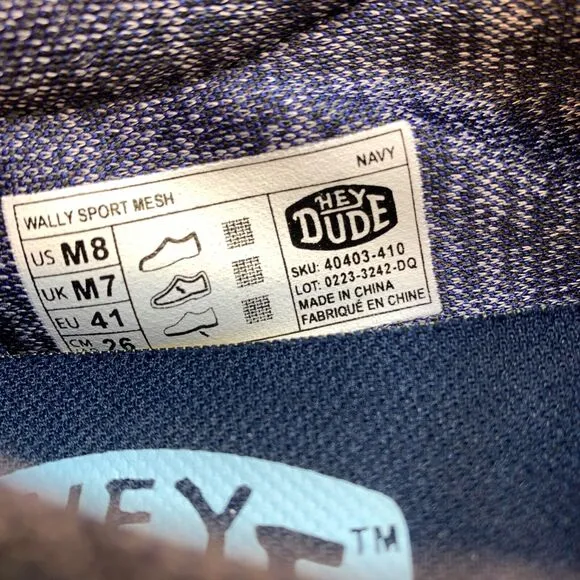 WALLY SPORT MESH
NAVY
US M8
UK M7
EU 41
CM
26
HEY
DUDE
SKU: 40403-410
LOT: 0223-3242-DQ
MADE IN CHINA
FABRIQUÉ EN CHINE
HEY
TM